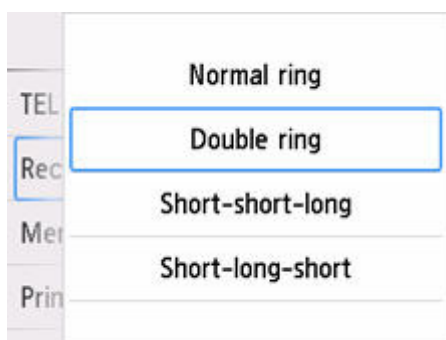 Normal ring
TEL
Double ring
Rec
Short-short-long
Mer
Short-long-short
Prin